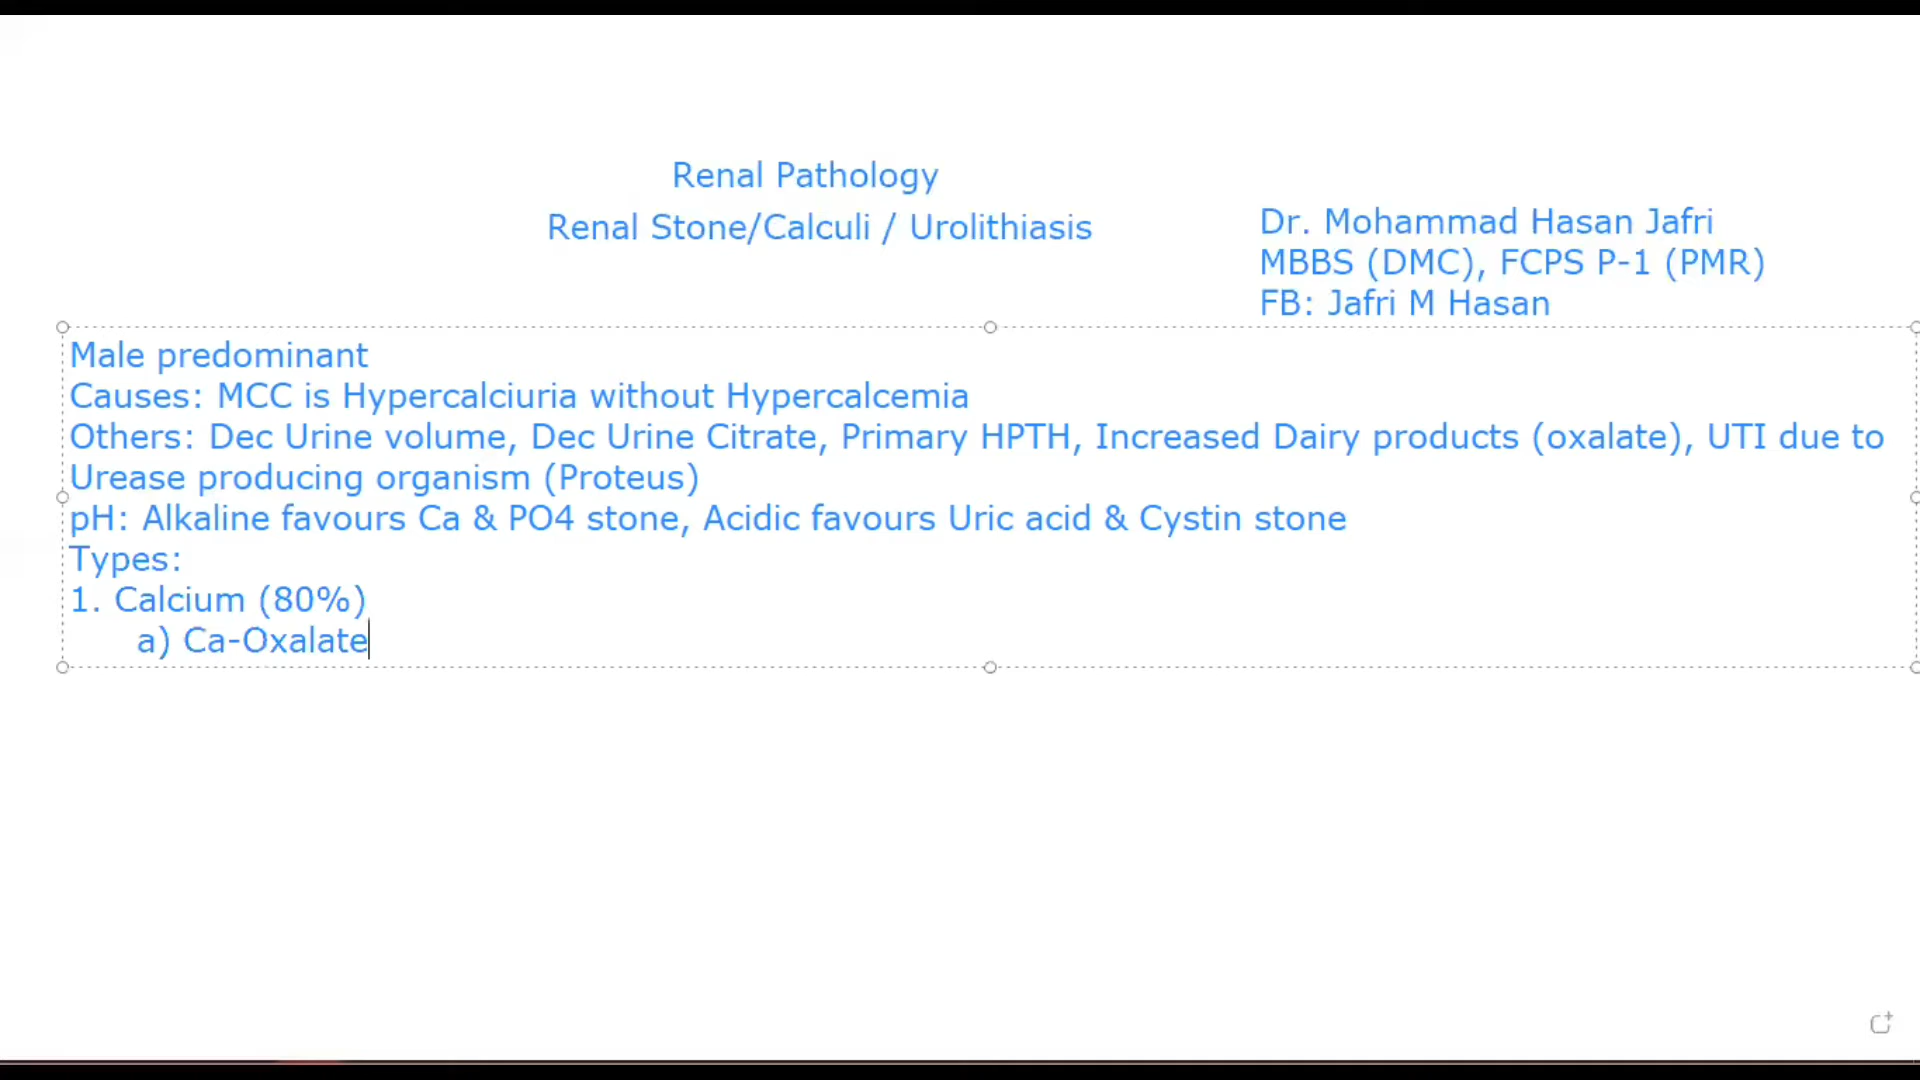 Renal Pathology
Renal Stone/Calculi / Urolithiasis
Dr. Mohammad Hasan Jafri
MBBS (DMC), FCPS P-1 (PMR)
FB: Jafri M Hasan
Male predominant
Causes: MCC is Hypercalciuria without Hypercalcemia
Others: Dec Urine volume, Dec Urine Citrate, Primary HPTH, Increased Dairy products (oxalate), UTI due to
Urease producing organism (Proteus)
pH: Alkaline favours Ca & PO4 stone, Acidic favours Uric acid & Cystin stone
Types:
1. Calcium (80%)
a) Ca-Oxalate